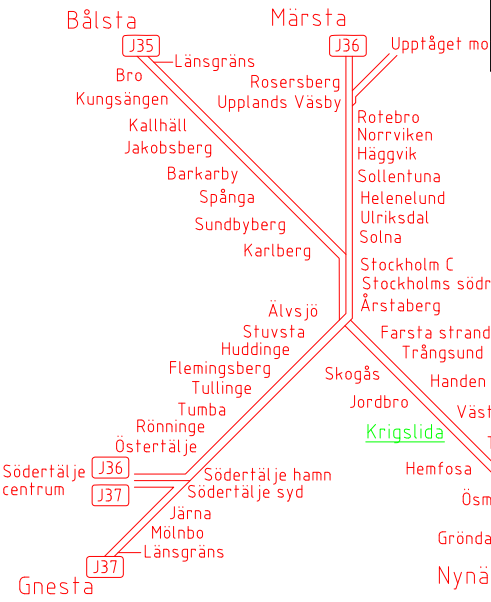 Bålsta
Märsta
J35
J36
Upptåget mo
Länsgräns
Bro
Rosersberg
Kungsängen
Upplands Väsby
Kallhäll
Rotebro
Norrviken
Jakobsberg
Häggvik
Barkarby
Sollentuna
Spånga
Helenelund
Ulriksdal
Sundbyberg
Solna
Karlberg
Stockholm C
Stockholms södr
Årstaberg
Älvsjö
Stuvsta
Farsta strand
Huddinge
Trångsund
Flemingsberg
Skogås
Handen
Tullinge
Tumba
Jordbro
Väst
Rönninge
Krigslida
Östertälje
T
Södertälje
centrum
J36
Hemfosa
Södertälje hamn
J37
Södertälje syd
Ösm
Järna
Mölnbo
Grönda
Länsgräns
J37
Gnesta
Nynä